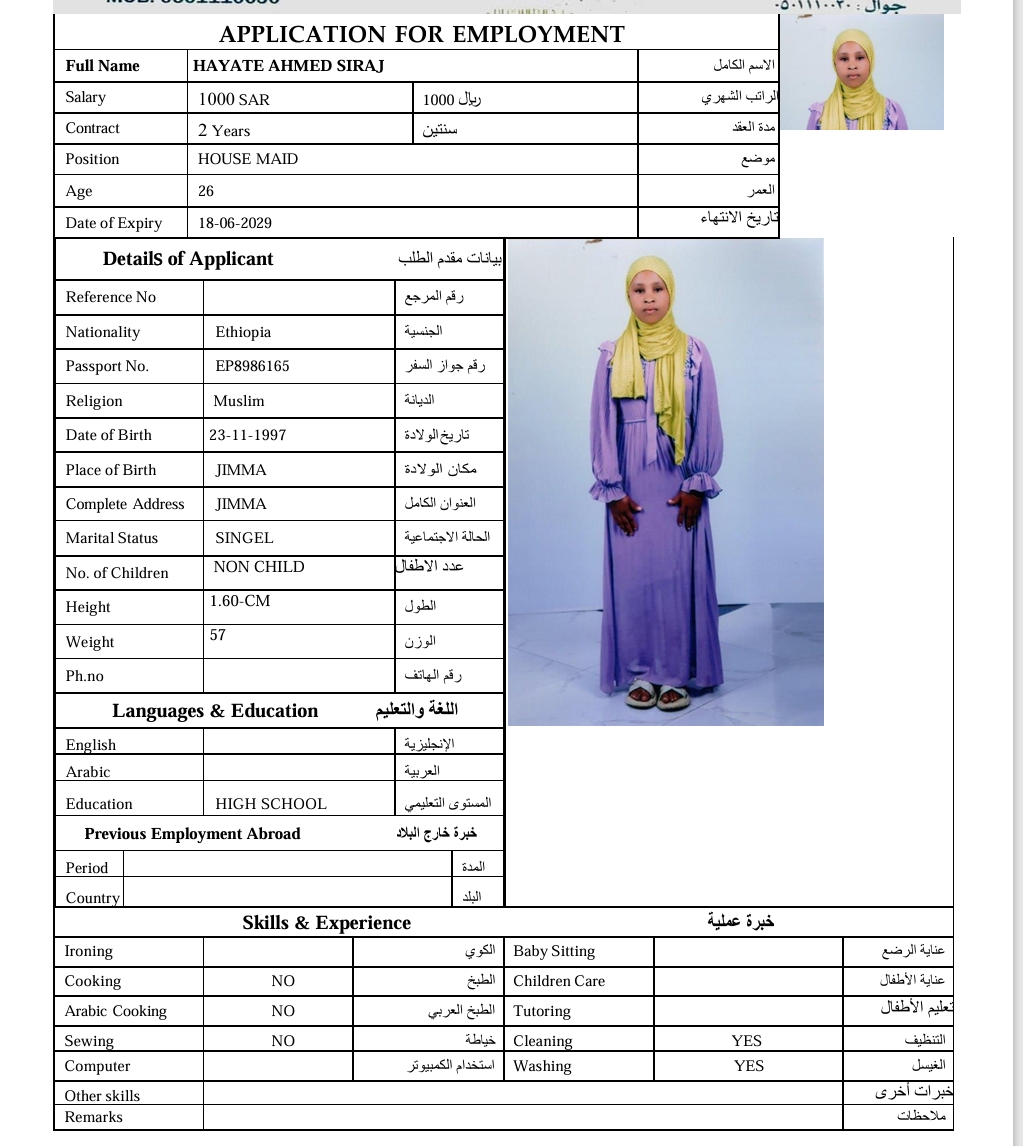 جوال : ٠٥٠١١١٠٠٣٠
APPLICATION FOR EMPLOYMENT
Full Name HAYATE AHMED SIRAJ الاسم الكامل
Salary 1000 SAR 1000 ريال الراتب الشهري
Contract 2 Years سنتين مدة العقد
Position HOUSE MAID موضع
Age 26 العمر
Date of Expiry 18-06-2029 تاريخ الانتهاء
Details of Applicant بيانات مقدم الطلب
Reference No رقم المرجع
Nationality Ethiopia الجنسية
Passport No. EP8986165 رقم جواز السفر
Religion Muslim الديانة
Date of Birth 23-11-1997 تاريخ الولادة
Place of Birth JIMMA مكان الولادة
Complete Address JIMMA العنوان الكامل
Marital Status SINGEL الحالة الاجتماعية
No. of Children NON CHILD عدد الاطفال
Height 1.60-CM الطول
Weight 57 الوزن
Ph.no رقم الهاتف
Languages & Education اللغة والتعليم
English الإنجليزية
Arabic العربية
Education HIGH SCHOOL المستوى التعليمي
Previous Employment Abroad خبرة خارج البلاد
Period المدة
Country البلد
Skills & Experience خبرة عملية
Ironing الكوي Baby Sitting عناية الرضع
Cooking NO الطبخ Children Care عناية الأطفال
Arabic Cooking NO الطبخ العربي Tutoring تعليم الأطفال
Sewing NO خياطة Cleaning YES التنظيف
Computer استخدام الكمبيوتر Washing YES الغيسل
Other skills خبرات أخرى
Remarks ملاحظات